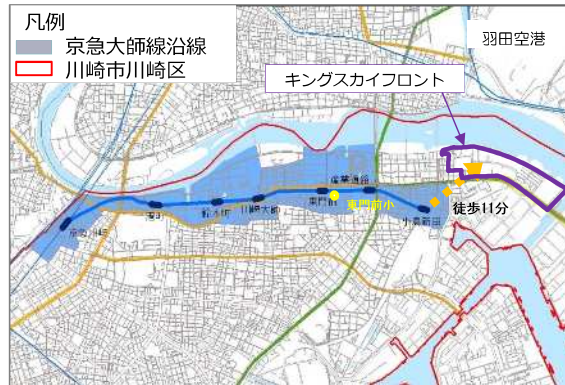 凡例
京急大師線沿線
川崎市川崎区
羽田空港
キングスカイフロント
産業道路
京急川崎
港町
鈴木町
川崎大師
東門前
東門前小
小島新田
徒歩11分